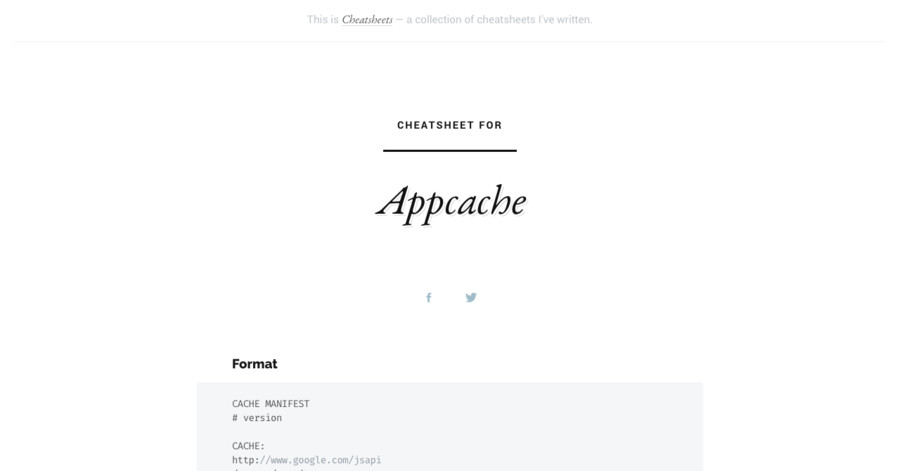 This is Cheatsheets — a collection of cheatsheets I've written.
CHEATSHEET FOR
Appcache
Format
CACHE MANIFEST
# version
CACHE:
http://www.google.com/jsapi